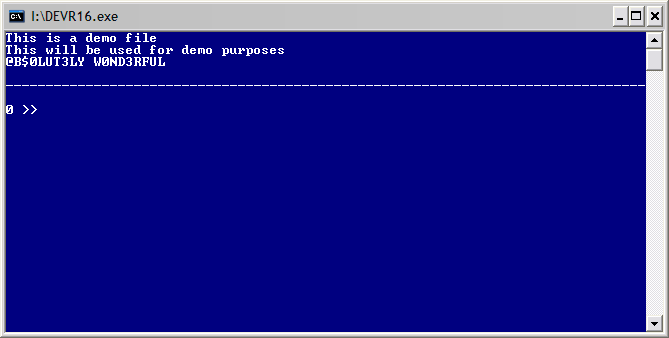 I:\DEVR16.exe
This is a demo file
This will be used for demo purposes
@B$0LUT3LY W0ND3RFUL
--------------------------------------------------------------------------------
0 >>